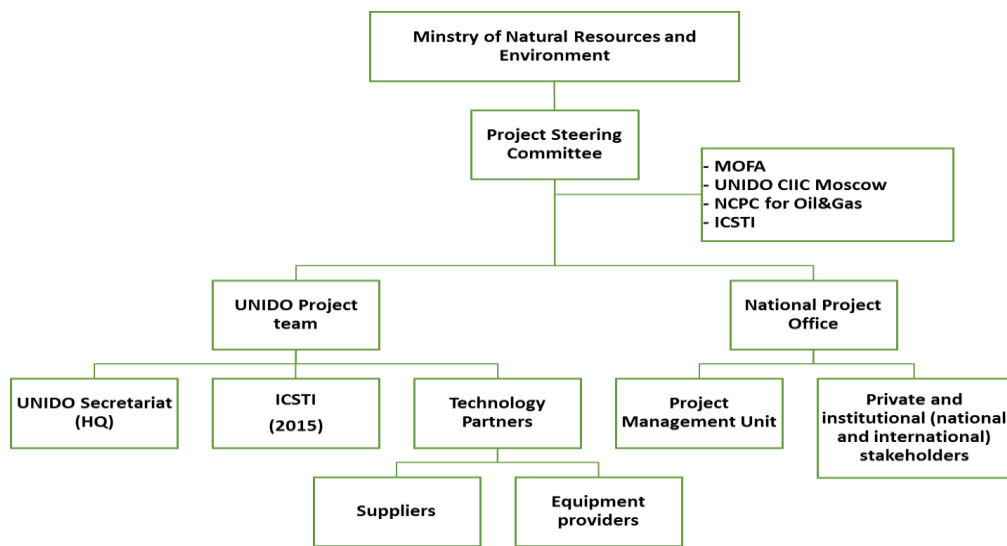 Minstry of Natural Resources and
Environment
Project Steering
Committee
- MOFA
- UNIDO CIIC Moscow
- NCPC for Oil&Gas
- ICSTI
UNIDO Project
team
National Project
Office
UNIDO Secretariat
(HQ)
ICSTI
(2015)
Technology
Partners
Project
Management Unit
Private and
institutional (national
and international)
stakeholders
Suppliers
Equipment
providers